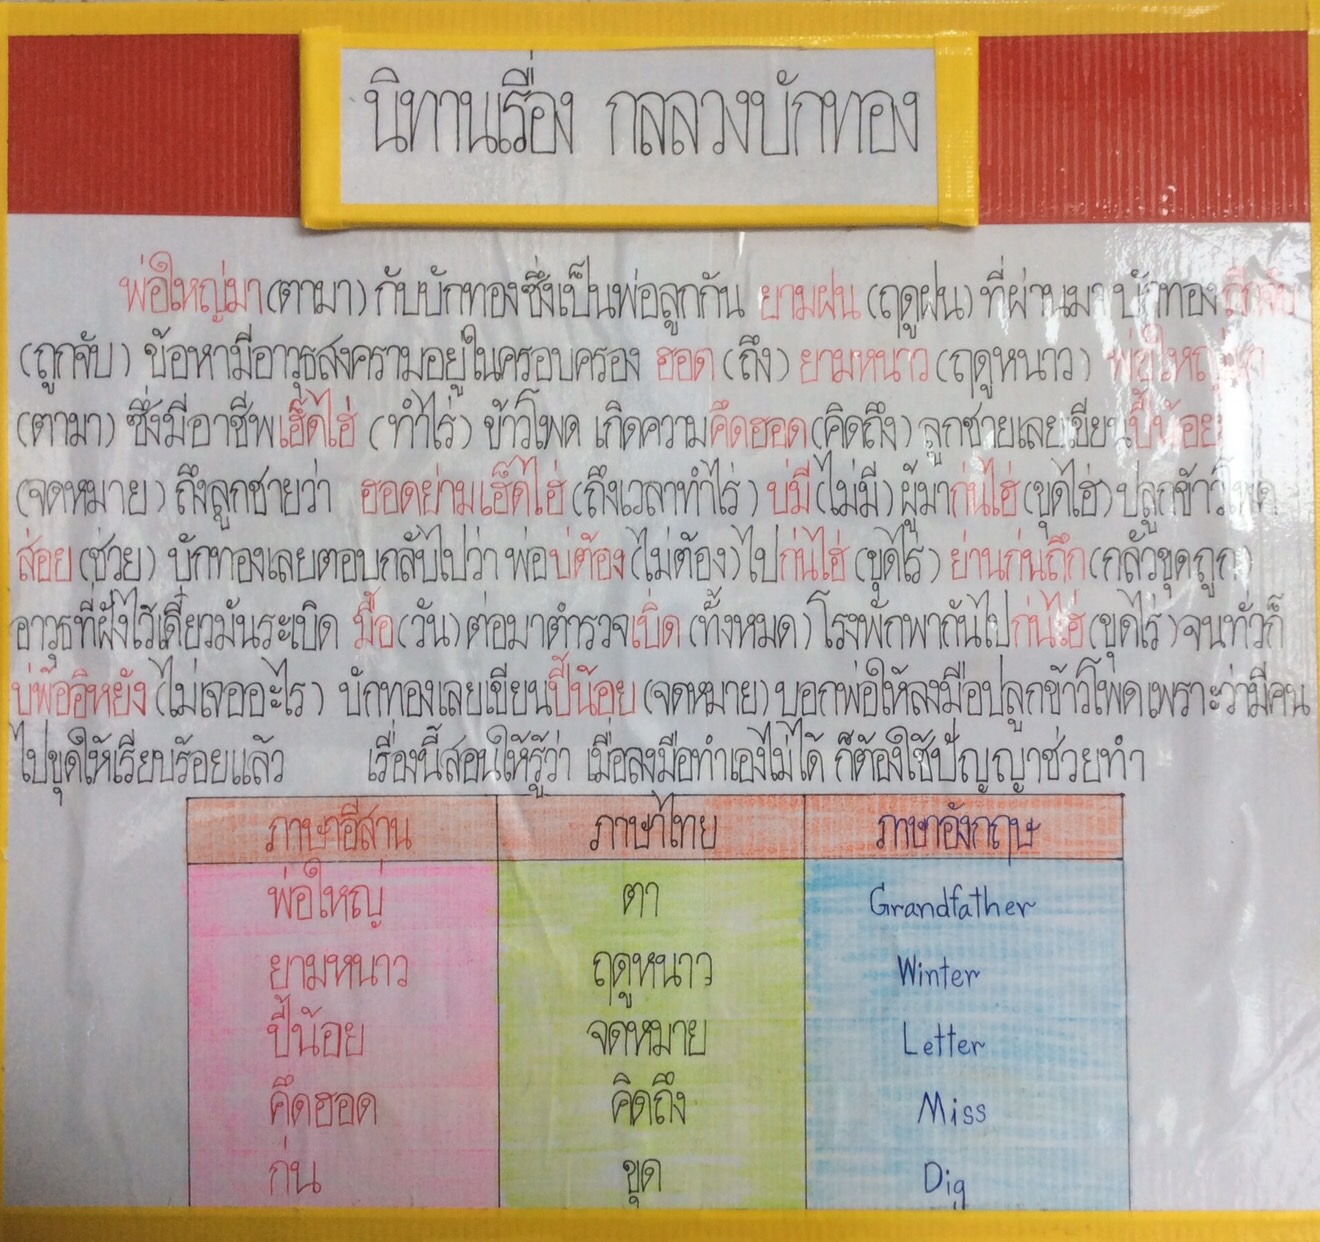 นิทานเรื่อง กลลวงบักทอง
พ่อใหญ่มา (ตามา) กับบักทองซึ่งเป็นพ่อลูกกัน ยามฝน (ฤดูฝน) ที่ผ่านมา บักทองถืกจับ
(ถูกจับ) ข้อหามีอาวุธสงครามอยู่ในครอบครอง ฮอด (ถึง) ยามหนาว (ฤดูหนาว) พ่อใหญ่มา
(ตามา) ซึ่งมีอาชีพเฮ็ดไฮ่ (ทำไร่) ข้าวโพด เกิดความคึดฮอด (คิดถึง) ลูกชายเลยเขียนปี้น้อย
(จดหมาย) ถึงลูกชายว่า ฮอดยามเฮ็ดไฮ่ (ถึงเวลาทำไร่) บ่มี (ไม่มี) ผู้มาก่นไฮ่ (ขุดไฮ่) ปลูกข้าวโพด
ส่อย (ช่วย) บักทองเลยตอบกลับไปว่า พ่อบ่ต้อง (ไม่ต้อง) ไปก่นไฮ่ (ขุดไร่) ย่านก่นถืก (กลัวขุดถูก)
อาวุธที่ฝังไว้เดี๋ยวมันระเบิด มื้อ (วัน) ต่อมาตำรวจเบิ่ด (ทั้งหมด) โรงพักพากันไปก่นไฮ่ (ขุดไร่) จนทั่วก็
บ่พ้ออิหยัง (ไม่เจออะไร) บักทองเลยเขียนปี้น้อย (จดหมาย) บอกพ่อให้ลงมือปลูกข้าวโพดเพราะว่ามีคน
ไปขุดให้เรียบร้อยแล้ว เรื่องนี้สอนให้รู้ว่า เมื่อลงมือทำเองไม่ได้ ก็ต้องใช้ปัญญาช่วยทำ
ภาษาอีสาน ภาษาไทย ภาษาอังกฤษ
พ่อใหญ่ ตา Grandfather
ยามหนาว ฤดูหนาว Winter
ปี้น้อย จดหมาย Letter
คึดฮอด คิดถึง Miss
ก่น ขุด Dig